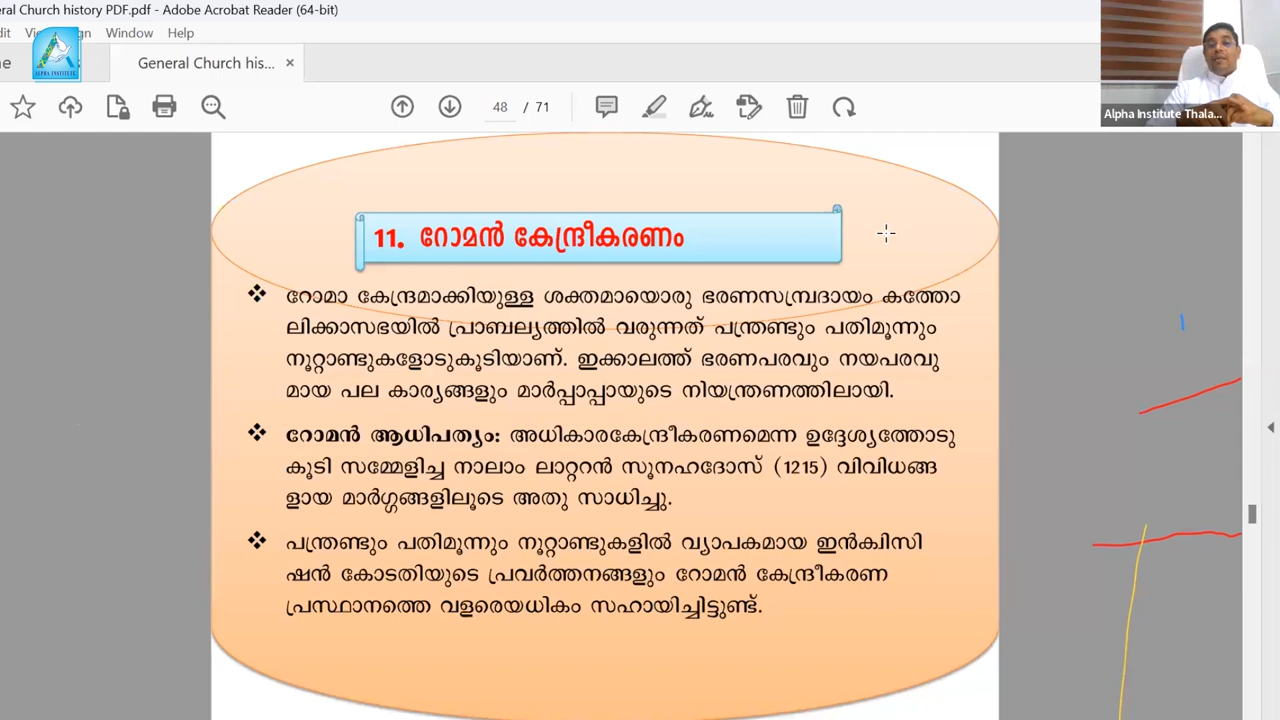 General Church history PDF.pdf - Adobe Acrobat Reader (64-bit)
Window Help
ALPHA INSTITUTE
General Church his... ×
48 / 71
Alpha Institute Thala...
11. റോമൻ കേന്ദ്രീകരണം
❖ റോമാ കേന്ദ്രമാക്കിയുള്ള ശക്തമായൊരു ഭരണസമ്പ്രദായം കത്തോ
ലിക്കാസഭയിൽ പ്രാബല്യത്തിൽ വരുന്നത് പന്ത്രണ്ടും പതിമൂന്നും
നൂറ്റാണ്ടുകളോടുകൂടിയാണ്. ഇക്കാലത്ത് ഭരണപരവും നയപരവു
മായ പല കാര്യങ്ങളും മാർപ്പാപ്പായുടെ നിയന്ത്രണത്തിലായി.
❖ റോമൻ ആധിപത്യം: അധികാരകേന്ദ്രീകരണമെന്ന ഉദ്ദേശ്യത്തോടു
കൂടി സമ്മേളിച്ച നാലാം ലാറ്ററൻ സൂനഹദോസ് (1215) വിവിധങ്ങ
ളായ മാർഗ്ഗങ്ങളിലൂടെ അതു സാധിച്ചു.
❖ പന്ത്രണ്ടും പതിമൂന്നും നൂറ്റാണ്ടുകളിൽ വ്യാപകമായ ഇൻക്വിസി
ഷൻ കോടതിയുടെ പ്രവർത്തനങ്ങളും റോമൻ കേന്ദ്രീകരണ
പ്രസ്ഥാനത്തെ വളരെയധികം സഹായിച്ചിട്ടുണ്ട്.